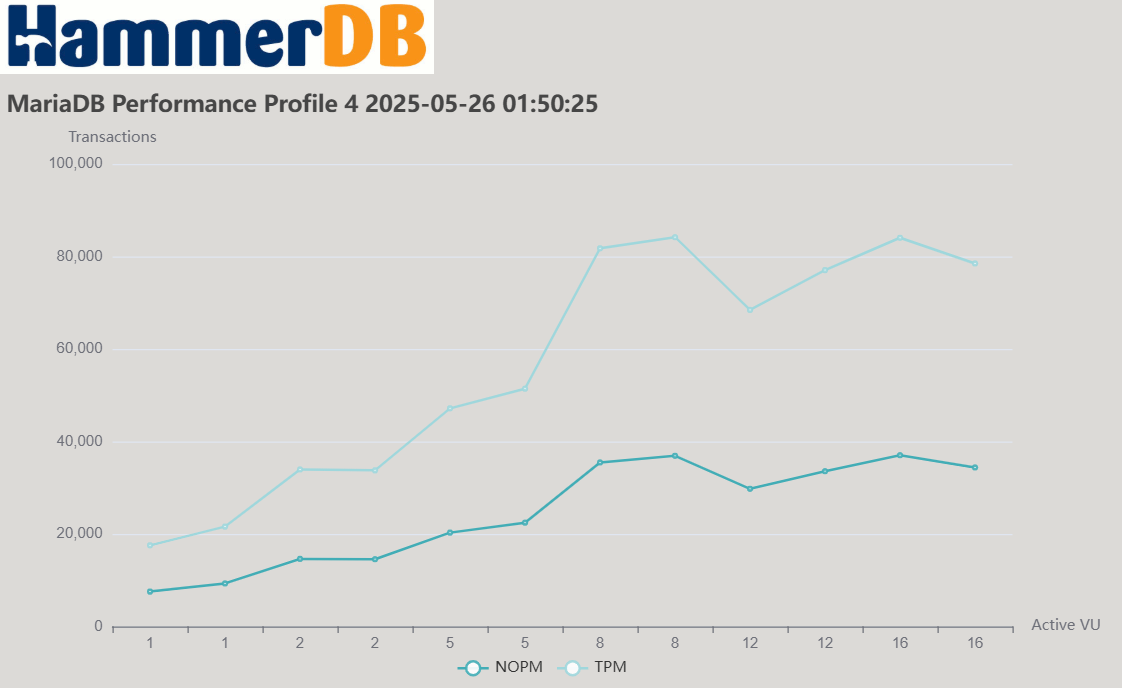 HammerDB
MariaDB Performance Profile 4 2025-05-26 01:50:25
Transactions
100,000
80,000
60,000
40,000
20,000
0
1 1 2 2 5 5 8 8 12 12 16 16
Active VU
NOPM TPM